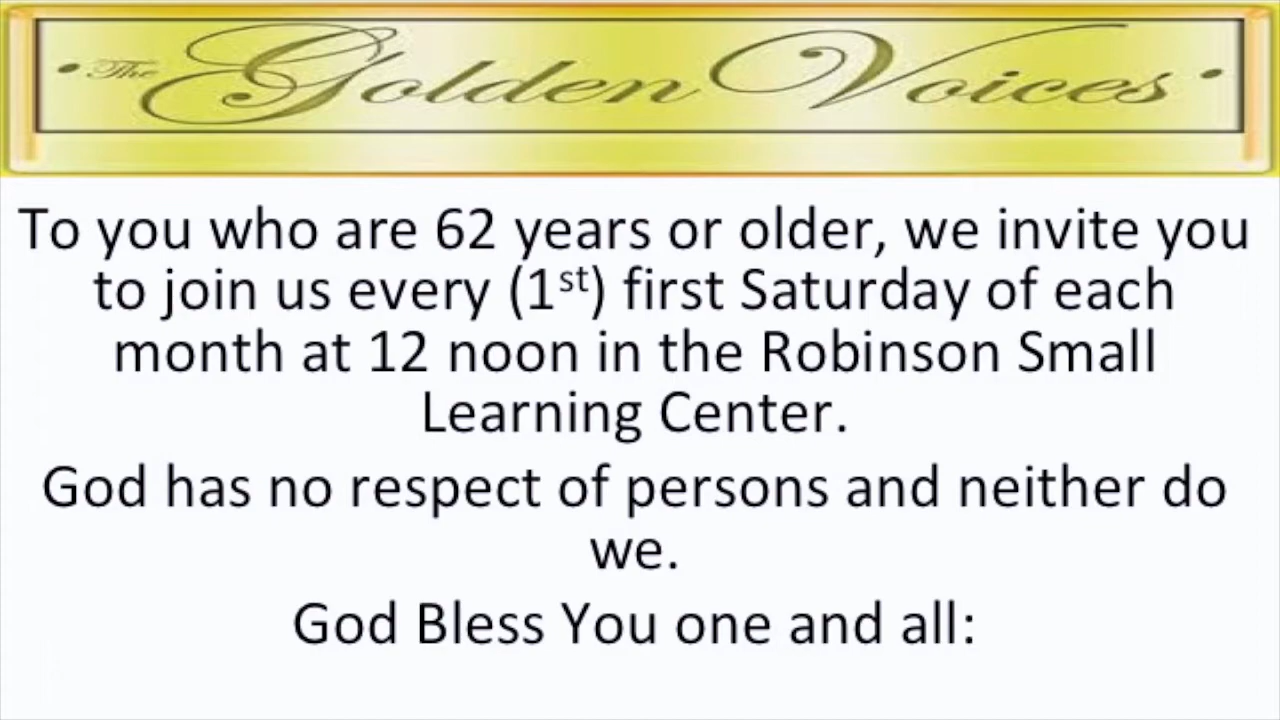 • The Golden Voices •
To you who are 62 years or older, we invite you
to join us every (1st) first Saturday of each
month at 12 noon in the Robinson Small
Learning Center.
God has no respect of persons and neither do
we.
God Bless You one and all: